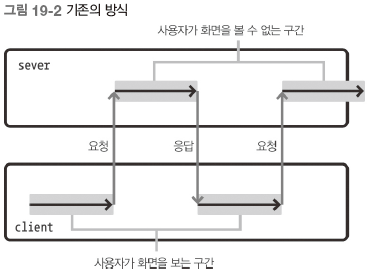 그림 19-2 기존의 방식
사용자가 화면을 볼 수 없는 구간
sever
요청
응답
요청
client
사용자가 화면을 보는 구간